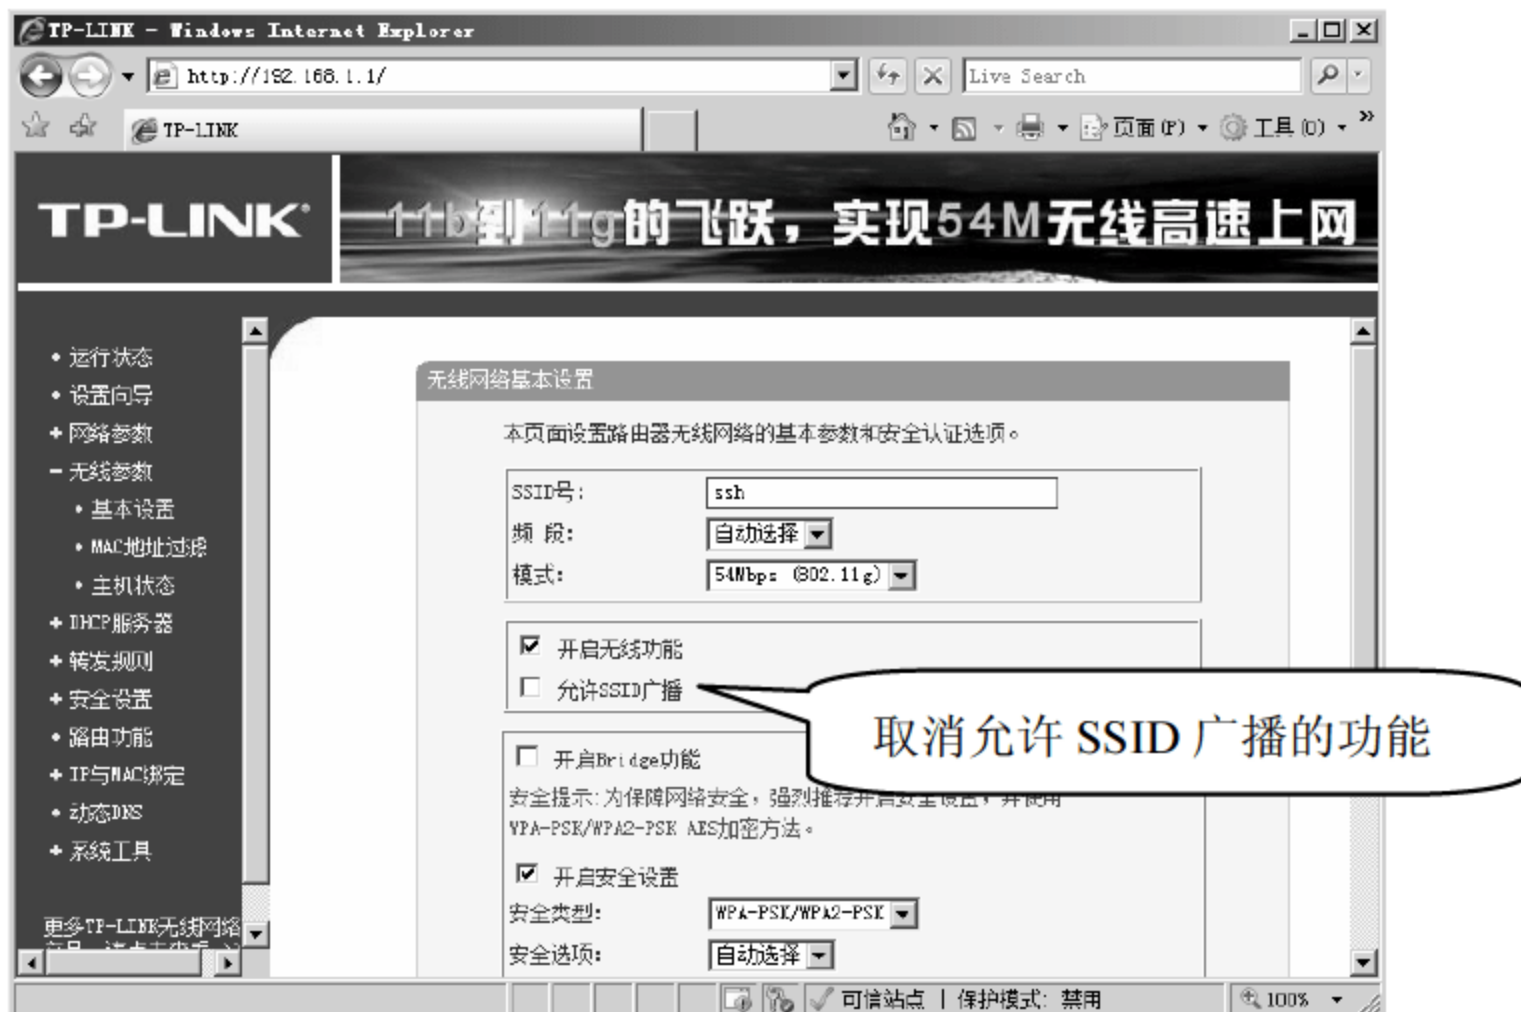 TP-LINK - Windows Internet Explorer
http://192.168.1.1/
Live Search
TP-LINK
页面(P)
工具(O)
TP-LINK
11b到11g的飞跃，实现54M无线高速上网
运行状态
设置向导
网络参数
无线参数
基本设置
MAC地址过滤
主机状态
DHCP服务器
转发规则
安全设置
路由功能
IP与MAC绑定
动态DNS
系统工具
更多TP-LINK无线网络
无线网络基本设置
本页面设置路由器无线网络的基本参数和安全认证选项。
SSID号: ssh
频 段: 自动选择
模式: 54Mbps (802.11g)
开启无线功能
允许SSID广播
取消允许 SSID 广播的功能
开启Bridge功能
安全提示:为保障网络安全，强烈推荐开启安全设置，并使用
WPA-PSK/WPA2-PSK AES加密方法。
开启安全设置
安全类型: WPA-PSK/WPA2-PSK
安全选项: 自动选择
可信站点 | 保护模式: 禁用
100%